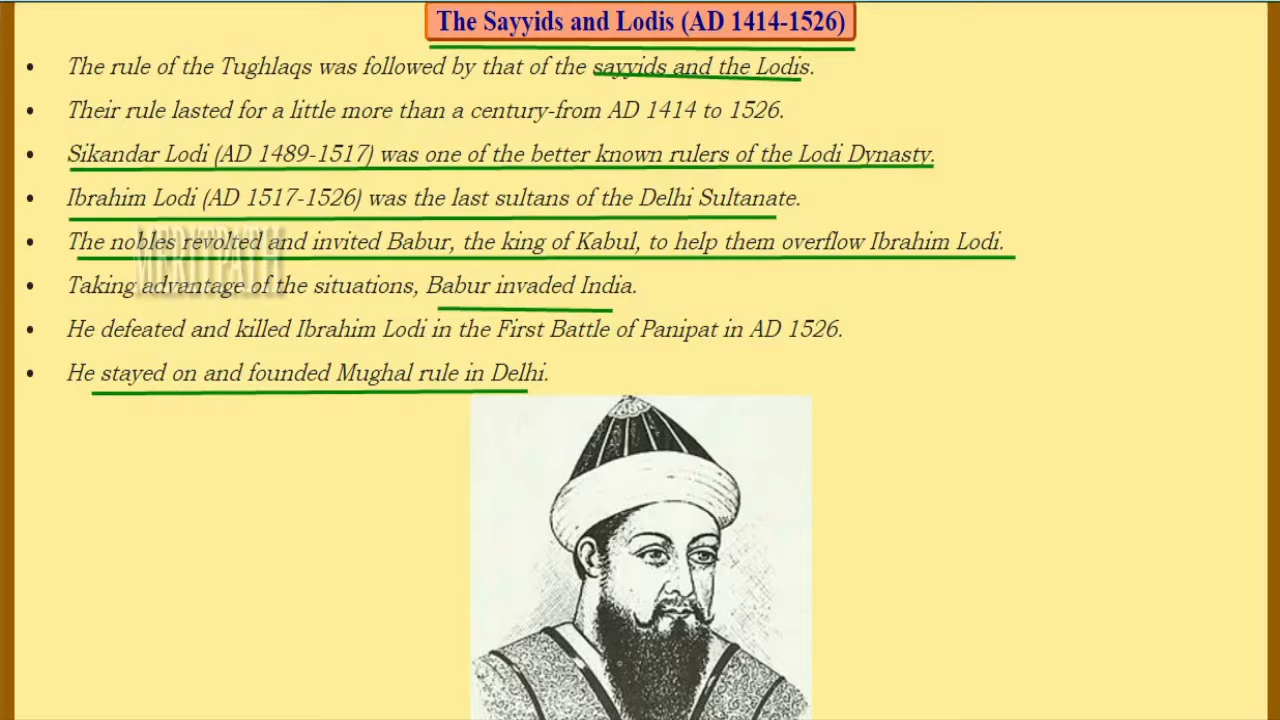 The Sayyids and Lodis (AD 1414-1526)
• The rule of the Tughlaqs was followed by that of the sayyids and the Lodis.
• Their rule lasted for a little more than a century-from AD 1414 to 1526.
• Sikandar Lodi (AD 1489-1517) was one of the better known rulers of the Lodi Dynasty.
• Ibrahim Lodi (AD 1517-1526) was the last sultans of the Delhi Sultanate.
• The nobles revolted and invited Babur, the king of Kabul, to help them overflow Ibrahim Lodi.
MERITPATH
• Taking advantage of the situations, Babur invaded India.
• He defeated and killed Ibrahim Lodi in the First Battle of Panipat in AD 1526.
• He stayed on and founded Mughal rule in Delhi.